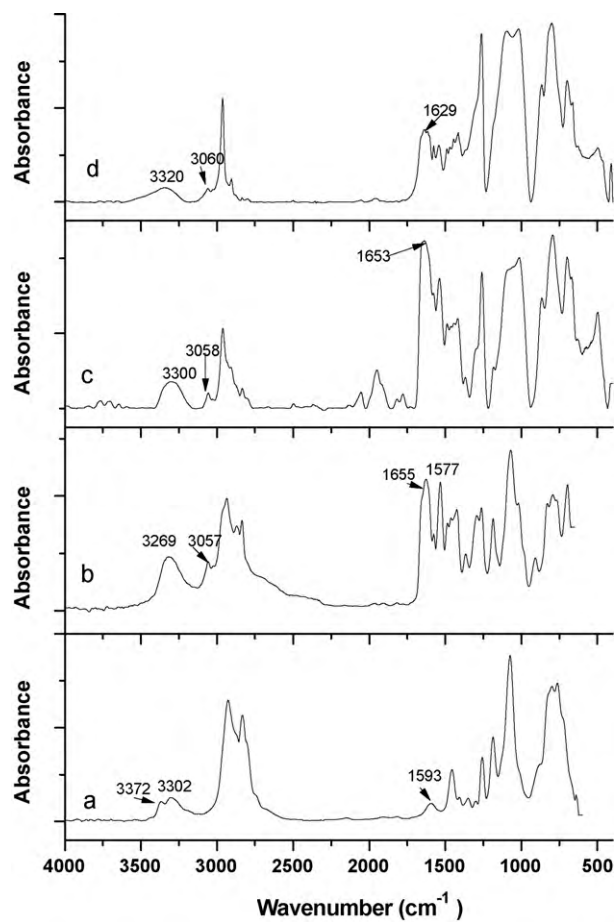 Absorbance
d
3320
3060
1629
Absorbance
c
3300
3058
1653
Absorbance
b
3269
3057
1655 1577
Absorbance
a
3372 3302
1593
4000 3500 3000 2500 2000 1500 1000 500
Wavenumber (cm⁻¹)